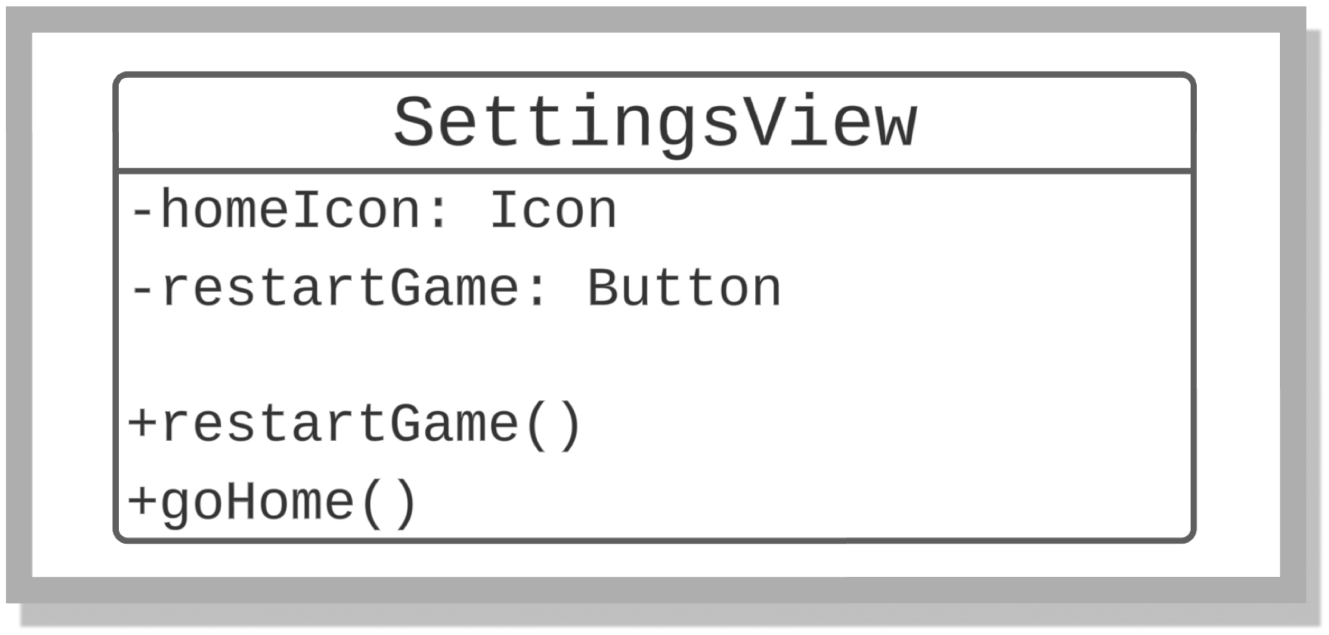 SettingsView
-homeIcon: Icon
-restartGame: Button
+restartGame()
+goHome()